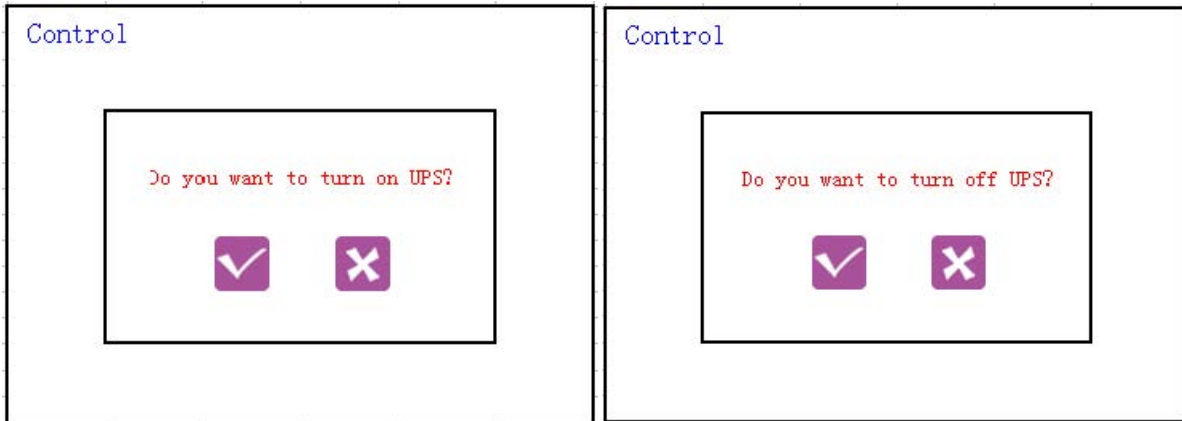 Control
Do you want to turn on UPS?
Control
Do you want to turn off UPS?